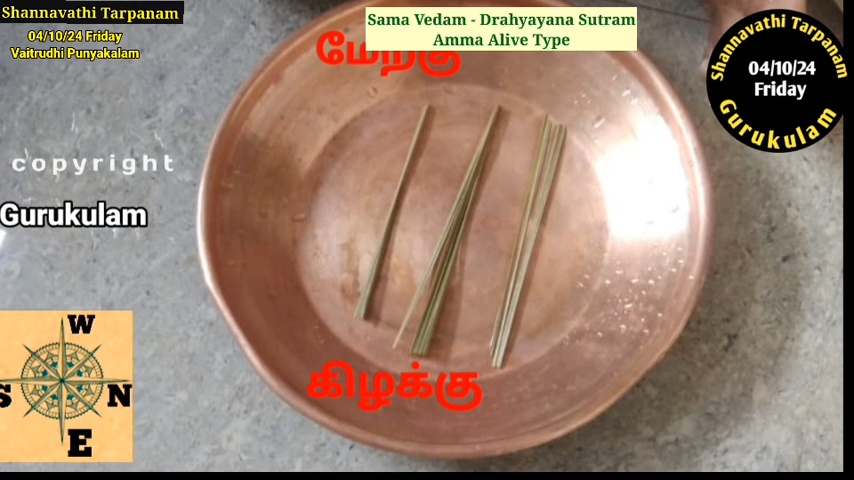 Shannavathi Tarpanam
04/10/24 Friday
Vaitrudhi Punyakalam
Sama Vedam - Drahyayana Sutram
Amma Alive Type
மேற்கு
Shannavathi Tarpanam
04/10/24
Friday
Gurukulam
copyright
Gurukulam
W
S N
E
கிழக்கு